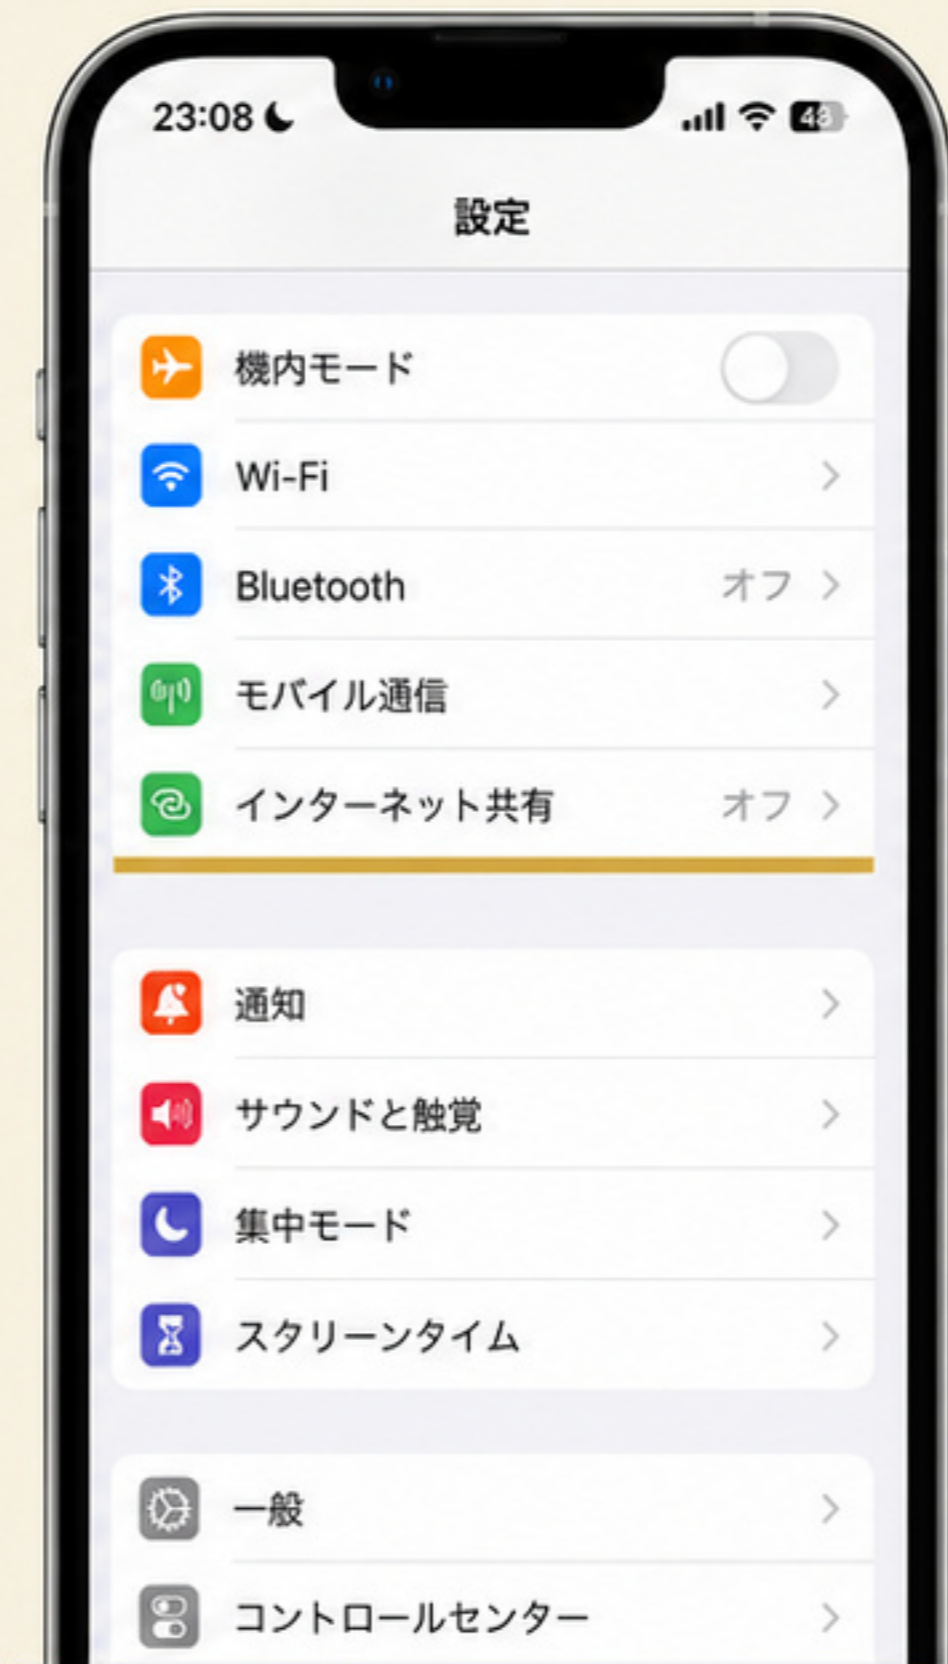 23:08
48
設定
機内モード
Wi-Fi
Bluetooth オフ
モバイル通信
インターネット共有 オフ
通知
サウンドと触覚
集中モード
スクリーンタイム
一般
コントロールセンター